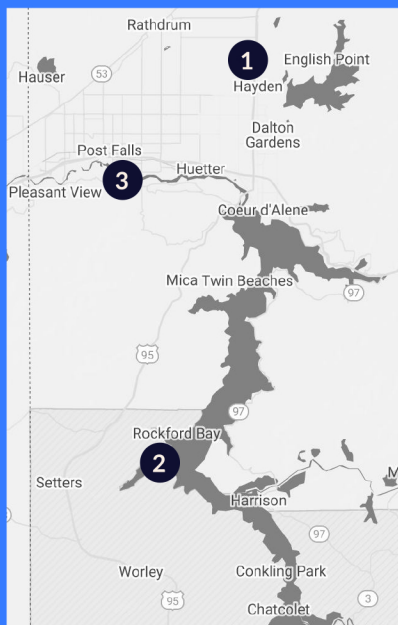 Rathdrum
1
English Point
Hauser
53
Hayden
Dalton
Gardens
Post Falls
Huetter
3
Pleasant View
Coeur d'Alene
Mica Twin Beaches
97
95
97
Rockford Bay
2
Setters
M
Harrison
97
Worley
Conkling Park
95
3
Chatcolet